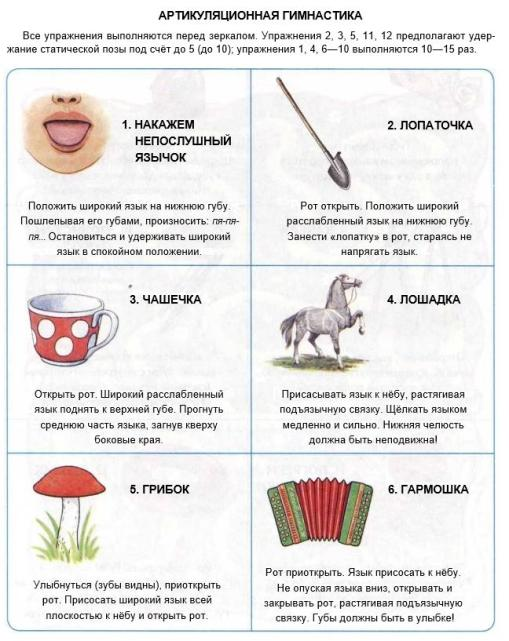 АРТИКУЛЯЦИОННАЯ ГИМНАСТИКА
Все упражнения выполняются перед зеркалом. Упражнения 2, 3, 5, 11, 12 предполагают удер-
жание статической позы под счёт до 5 (до 10); упражнения 1, 4, 6—10 выполняются 10—15 раз.
1. НАКАЖЕМ
НЕПОСЛУШНЫЙ
ЯЗЫЧОК
Положить широкий язык на нижнюю губу.
Пошлепывая его губами, произносить: пя-пя-
пя... Остановиться и удерживать широкий
язык в спокойном положении.
2. ЛОПАТОЧКА
Рот открыть. Положить широкий
расслабленный язык на нижнюю губу.
Занести «лопатку» в рот, стараясь не
напрягать язык.
3. ЧАШЕЧКА
Открыть рот. Широкий расслабленный
язык поднять к верхней губе. Прогнуть
среднюю часть языка, загнув кверху
боковые края.
4. ЛОШАДКА
Присасывать язык к нёбу, растягивая
подъязычную связку. Щёлкать языком
медленно и сильно. Нижняя челюсть
должна быть неподвижна!
5. ГРИБОК
Улыбнуться (зубы видны), приоткрыть
рот. Присосать широкий язык всей
плоскостью к нёбу и открыть рот.
6. ГАРМОШКА
Рот приоткрыть. Язык присосать к нёбу.
Не опуская языка вниз, открывать и
закрывать рот, растягивая подъязычную
связку. Губы должны быть в улыбке!